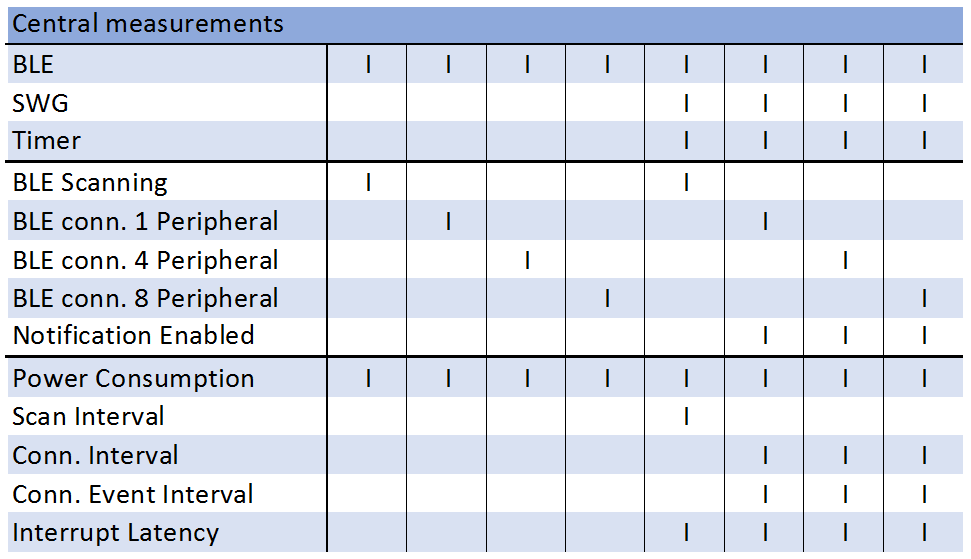 Central measurements
BLE I I I I I I I I
SWG I I I I
Timer I I I I
BLE Scanning I I
BLE conn. 1 Peripheral I I
BLE conn. 4 Peripheral I I
BLE conn. 8 Peripheral I I
Notification Enabled I I I
Power Consumption I I I I I I I I
Scan Interval I
Conn. Interval I I I
Conn. Event Interval I I I
Interrupt Latency I I I I